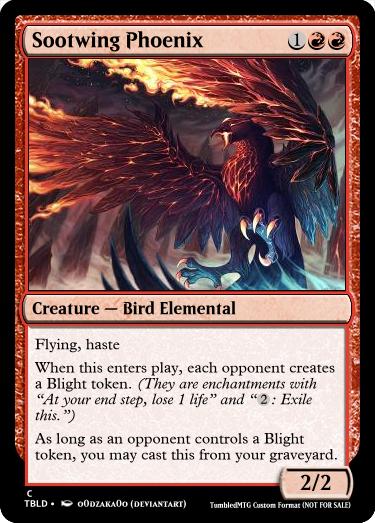 Sootwing Phoenix 1
Creature — Bird Elemental
Flying, haste
When this enters play, each opponent creates
a Blight token. (They are enchantments with
“At your end step, lose 1 life” and “2: Exile
this.”)
As long as an opponent controls a Blight
token, you may cast this from your graveyard.
2/2
C
TBLD • o0dzaka0o (deviantart)
TumbledMTG Custom Format (NOT FOR SALE)